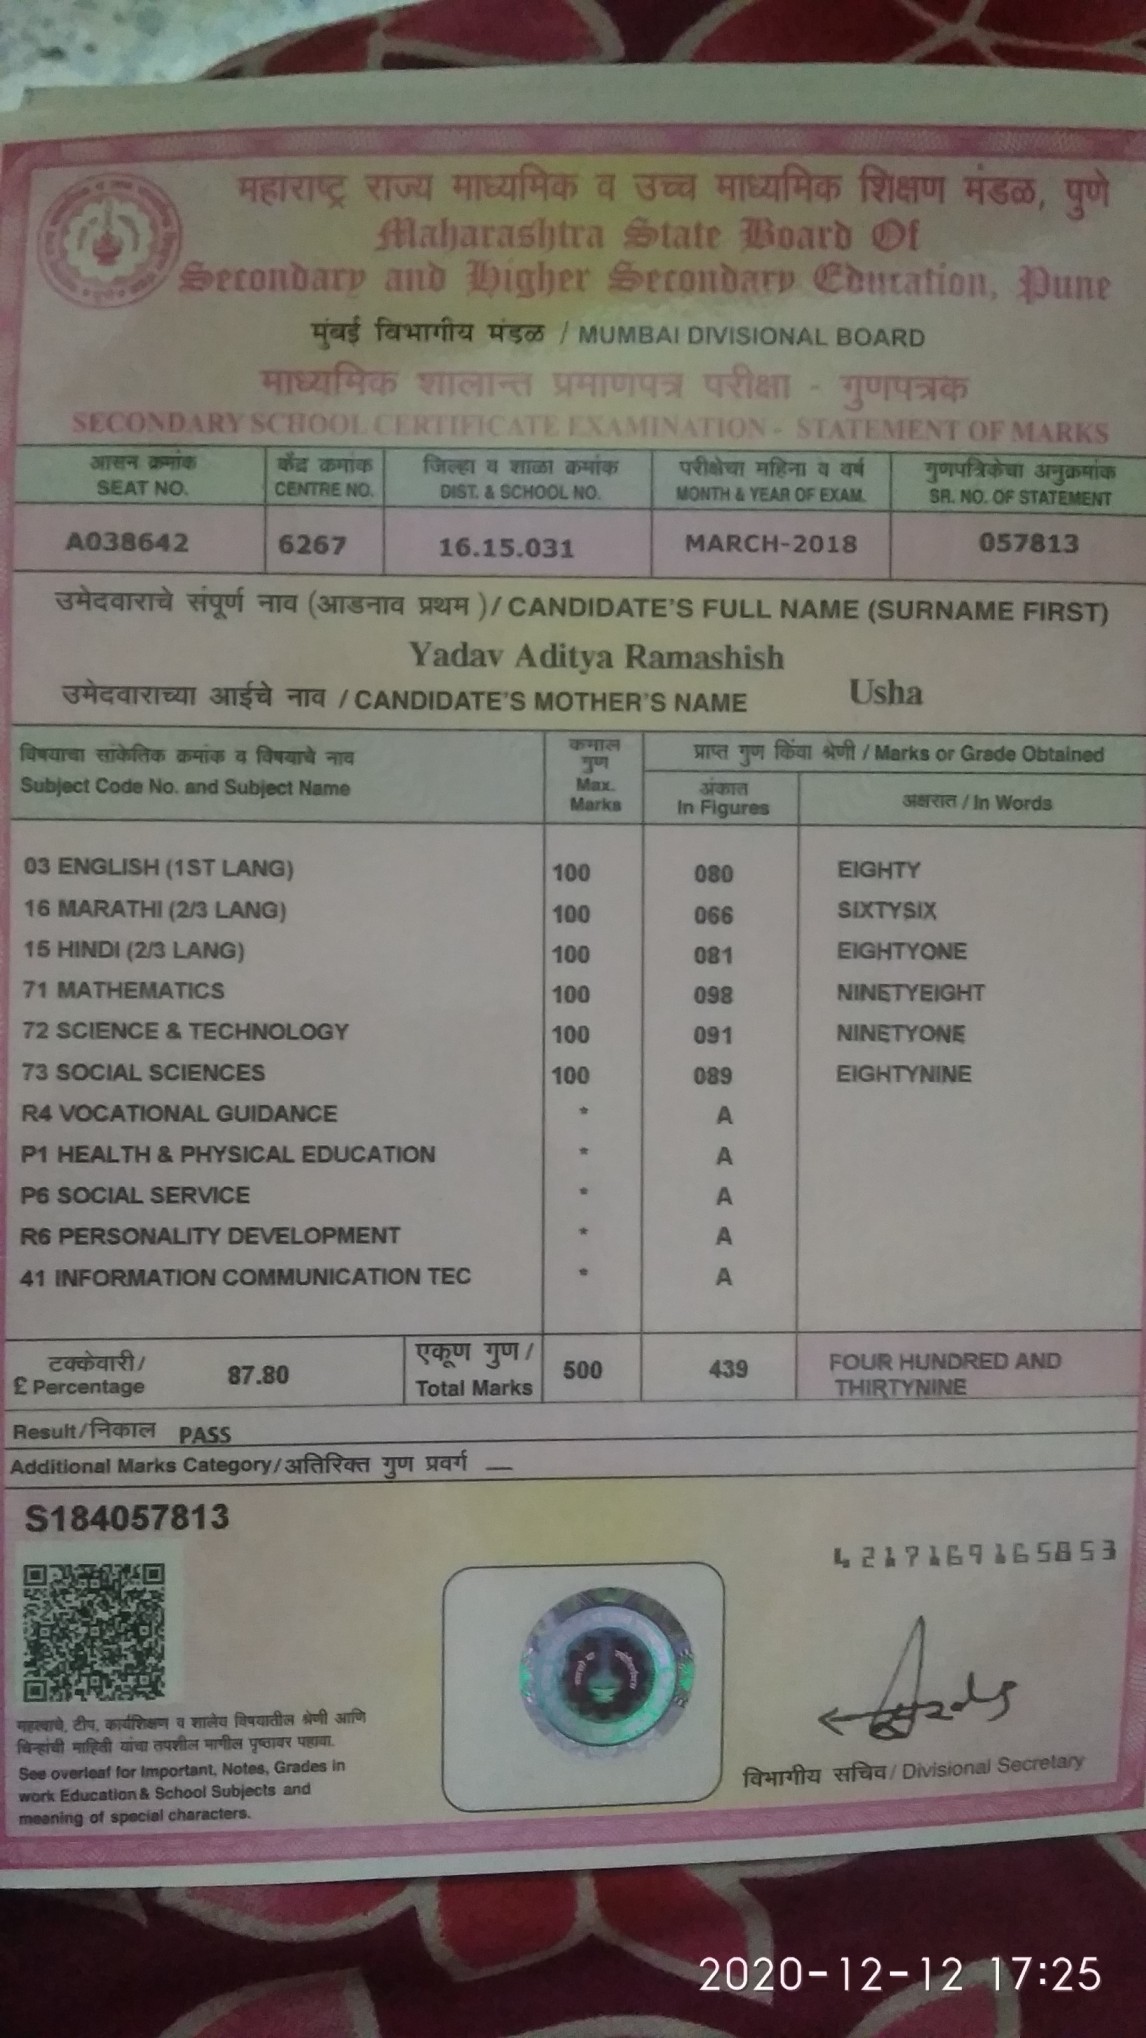 महाराष्ट्र राज्य माध्यमिक व उच्च माध्यमिक शिक्षण मंडळ, पुणे
Maharashtra State Board Of
Secondary and Higher Secondary Education, Pune
मुंबई विभागीय मंडळ / MUMBAI DIVISIONAL BOARD
माध्यमिक शालान्त प्रमाणपत्र परीक्षा - गुणपत्रक
SECONDARY SCHOOL CERTIFICATE EXAMINATION - STATEMENT OF MARKS
आसन क्रमांक केंद्र क्रमांक जिल्हा व शाळा क्रमांक परीक्षेचा महिना व वर्ष गुणपत्रिकेचा अनुक्रमांक
SEAT NO. CENTRE NO. DIST. & SCHOOL NO. MONTH & YEAR OF EXAM. SR. NO. OF STATEMENT
A038642 6267 16.15.031 MARCH-2018 057813
उमेदवाराचे संपूर्ण नाव (आडनाव प्रथम )/ CANDIDATE'S FULL NAME (SURNAME FIRST)
Yadav Aditya Ramashish
उमेदवाराच्या आईचे नाव / CANDIDATE'S MOTHER'S NAME Usha
विषयाचा सांकेतिक क्रमांक व विषयाचे नाव
Subject Code No. and Subject Name
कमाल
गुण
Max.
Marks
प्राप्त गुण किंवा श्रेणी / Marks or Grade Obtained
अंकात
In Figures
अक्षरात / In Words
03 ENGLISH (1ST LANG) 100 080 EIGHTY
16 MARATHI (2/3 LANG) 100 066 SIXTYSIX
15 HINDI (2/3 LANG) 100 081 EIGHTYONE
71 MATHEMATICS 100 098 NINETYEIGHT
72 SCIENCE & TECHNOLOGY 100 091 NINETYONE
73 SOCIAL SCIENCES 100 089 EIGHTYNINE
R4 VOCATIONAL GUIDANCE * A
P1 HEALTH & PHYSICAL EDUCATION * A
P6 SOCIAL SERVICE * A
R6 PERSONALITY DEVELOPMENT * A
41 INFORMATION COMMUNICATION TEC * A
टक्केवारी/
£ Percentage
87.80
एकूण गुण /
Total Marks
500 439 FOUR HUNDRED AND
THIRTYNINE
Result/निकाल PASS
Additional Marks Category/अतिरिक्त गुण प्रवर्ग —
S184057813
4217169165853
महत्वाचे, टीप, कार्यशिक्षण व शालेय विषयातील श्रेणी आणि
चिन्हांची माहिती यांचा तपशील मागील पृष्ठावर पहावा.
See overleaf for Important, Notes, Grades in
work Education & School Subjects and
meaning of special characters.
विभागीय सचिव / Divisional Secretary
2020-12-12 17:25